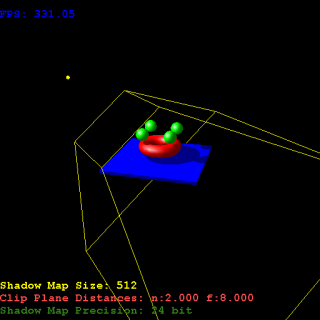 FPS: 331.05
Shadow Map Size: 512
Clip Plane Distances: n:2.000 f:8.000
Shadow Map Precision: 24 bit